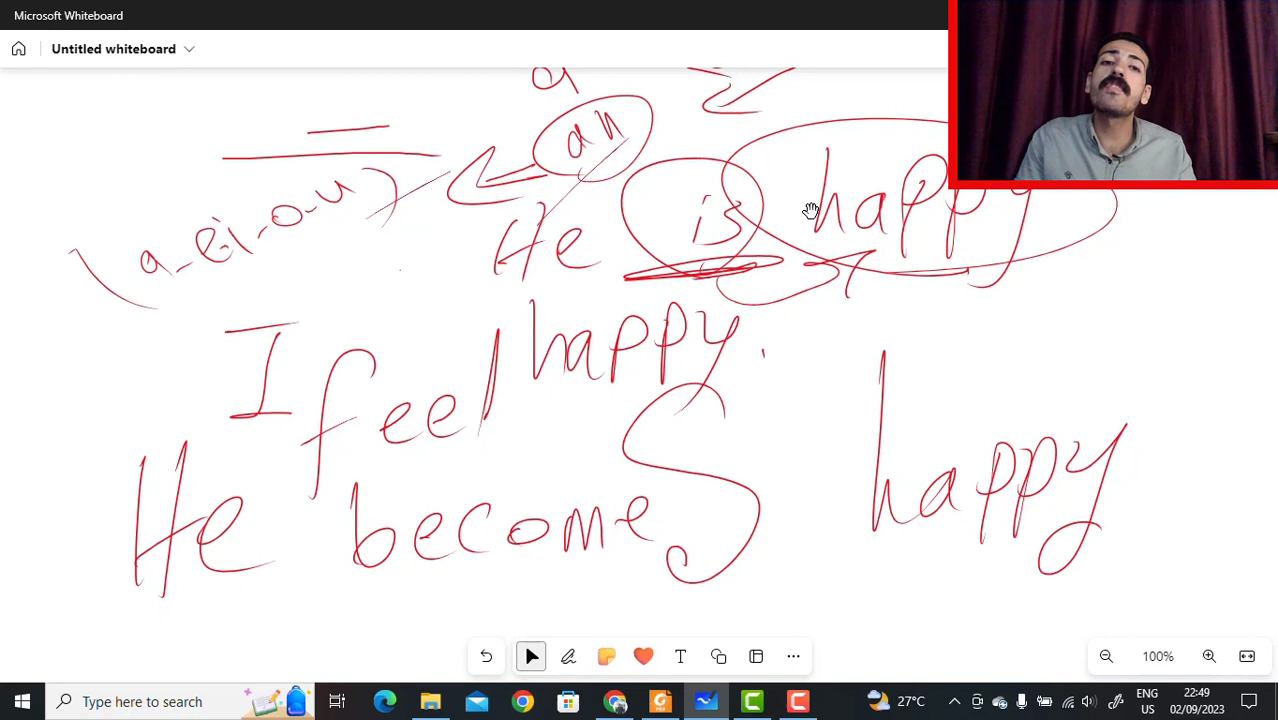 Microsoft Whiteboard
Untitled whiteboard
a
an
(a-ei-o-u)
He is happy
I feel happy.
He becomeS happy
100%
Type here to search
27°C
ENG
US
22:49
02/09/2023